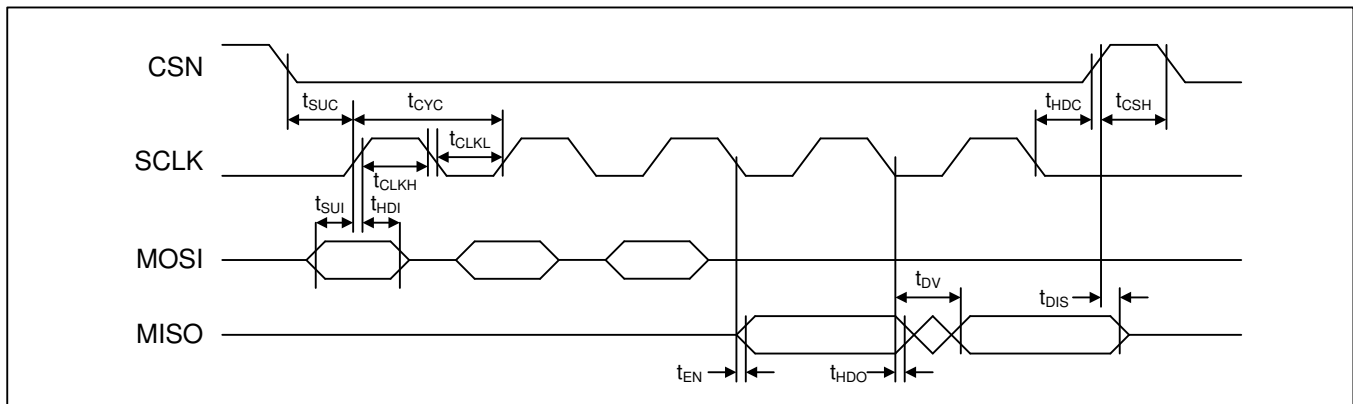 CSN
tSUC
tCYC
tHDC
tCSH
SCLK
tCLKL
tCLKH
tSUI
tHDI
MOSI
tDV
tDIS
MISO
tEN
tHDO